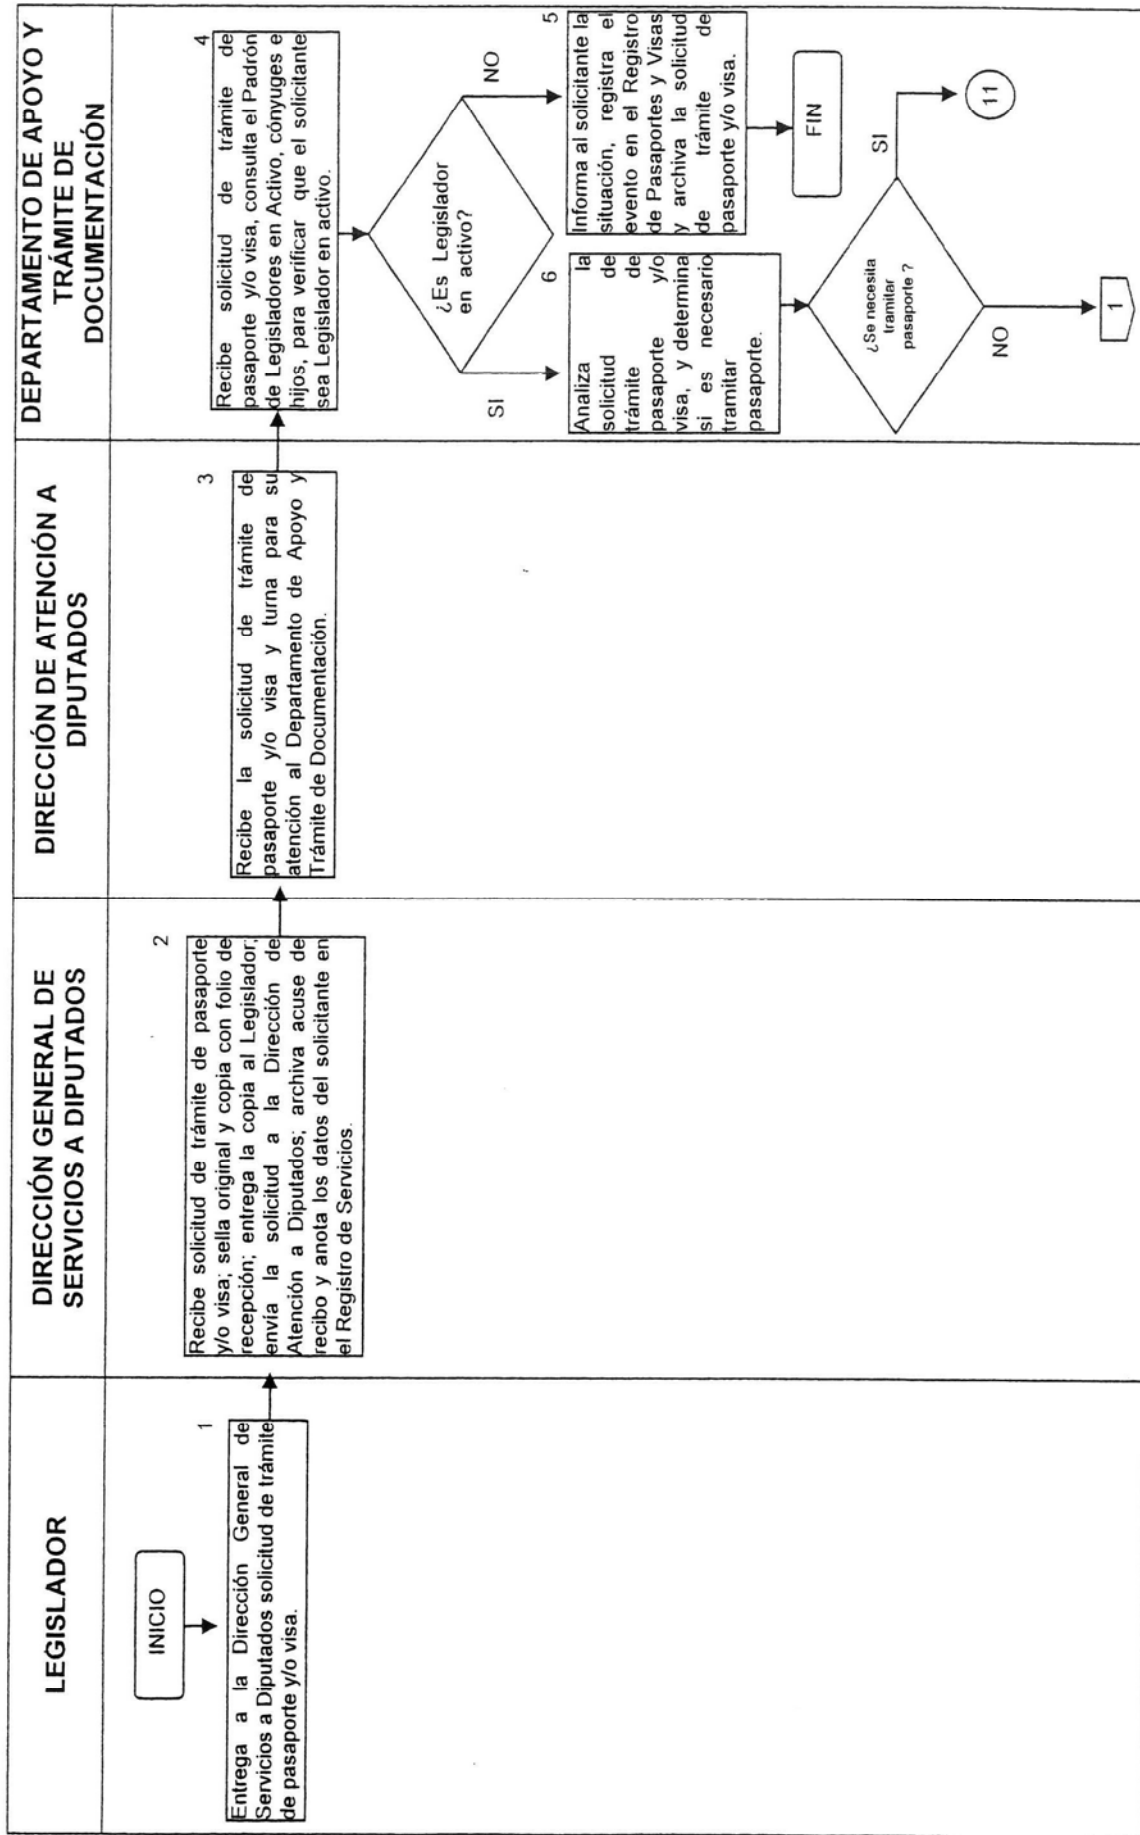 LEGISLADOR
INICIO
1
Entrega a la Dirección General de
Servicios a Diputados solicitud de trámite
de pasaporte y/o visa.
DIRECCIÓN GENERAL DE
SERVICIOS A DIPUTADOS
2
Recibe solicitud de trámite de pasaporte
y/o visa; sella original y copia con folio de
recepción; entrega la copia al Legislador;
envía la solicitud a la Dirección de
Atención a Diputados; archiva acuse de
recibo y anota los datos del solicitante en
el Registro de Servicios.
DIRECCIÓN DE ATENCIÓN A
DIPUTADOS
3
Recibe la solicitud de trámite de
pasaporte y/o visa y turna para su
atención al Departamento de Apoyo y
Trámite de Documentación.
DEPARTAMENTO DE APOYO Y
TRÁMITE DE
DOCUMENTACIÓN
4
Recibe solicitud de trámite de
pasaporte y/o visa, consulta el Padrón
de Legisladores en Activo, cónyuges e
hijos, para verificar que el solicitante
sea Legislador en activo.
¿Es Legislador
en activo?
NO
SI
5
Informa al solicitante la
situación, registra el
evento en el Registro
de Pasaportes y Visas
y archiva la solicitud
de trámite de
pasaporte y/o visa.
FIN
6
Analiza la
solicitud de
trámite de
pasaporte y/o
visa, y determina
si es necesario
tramitar
pasaporte.
¿Se necesita
tramitar
pasaporte ?
SI
11
NO
1